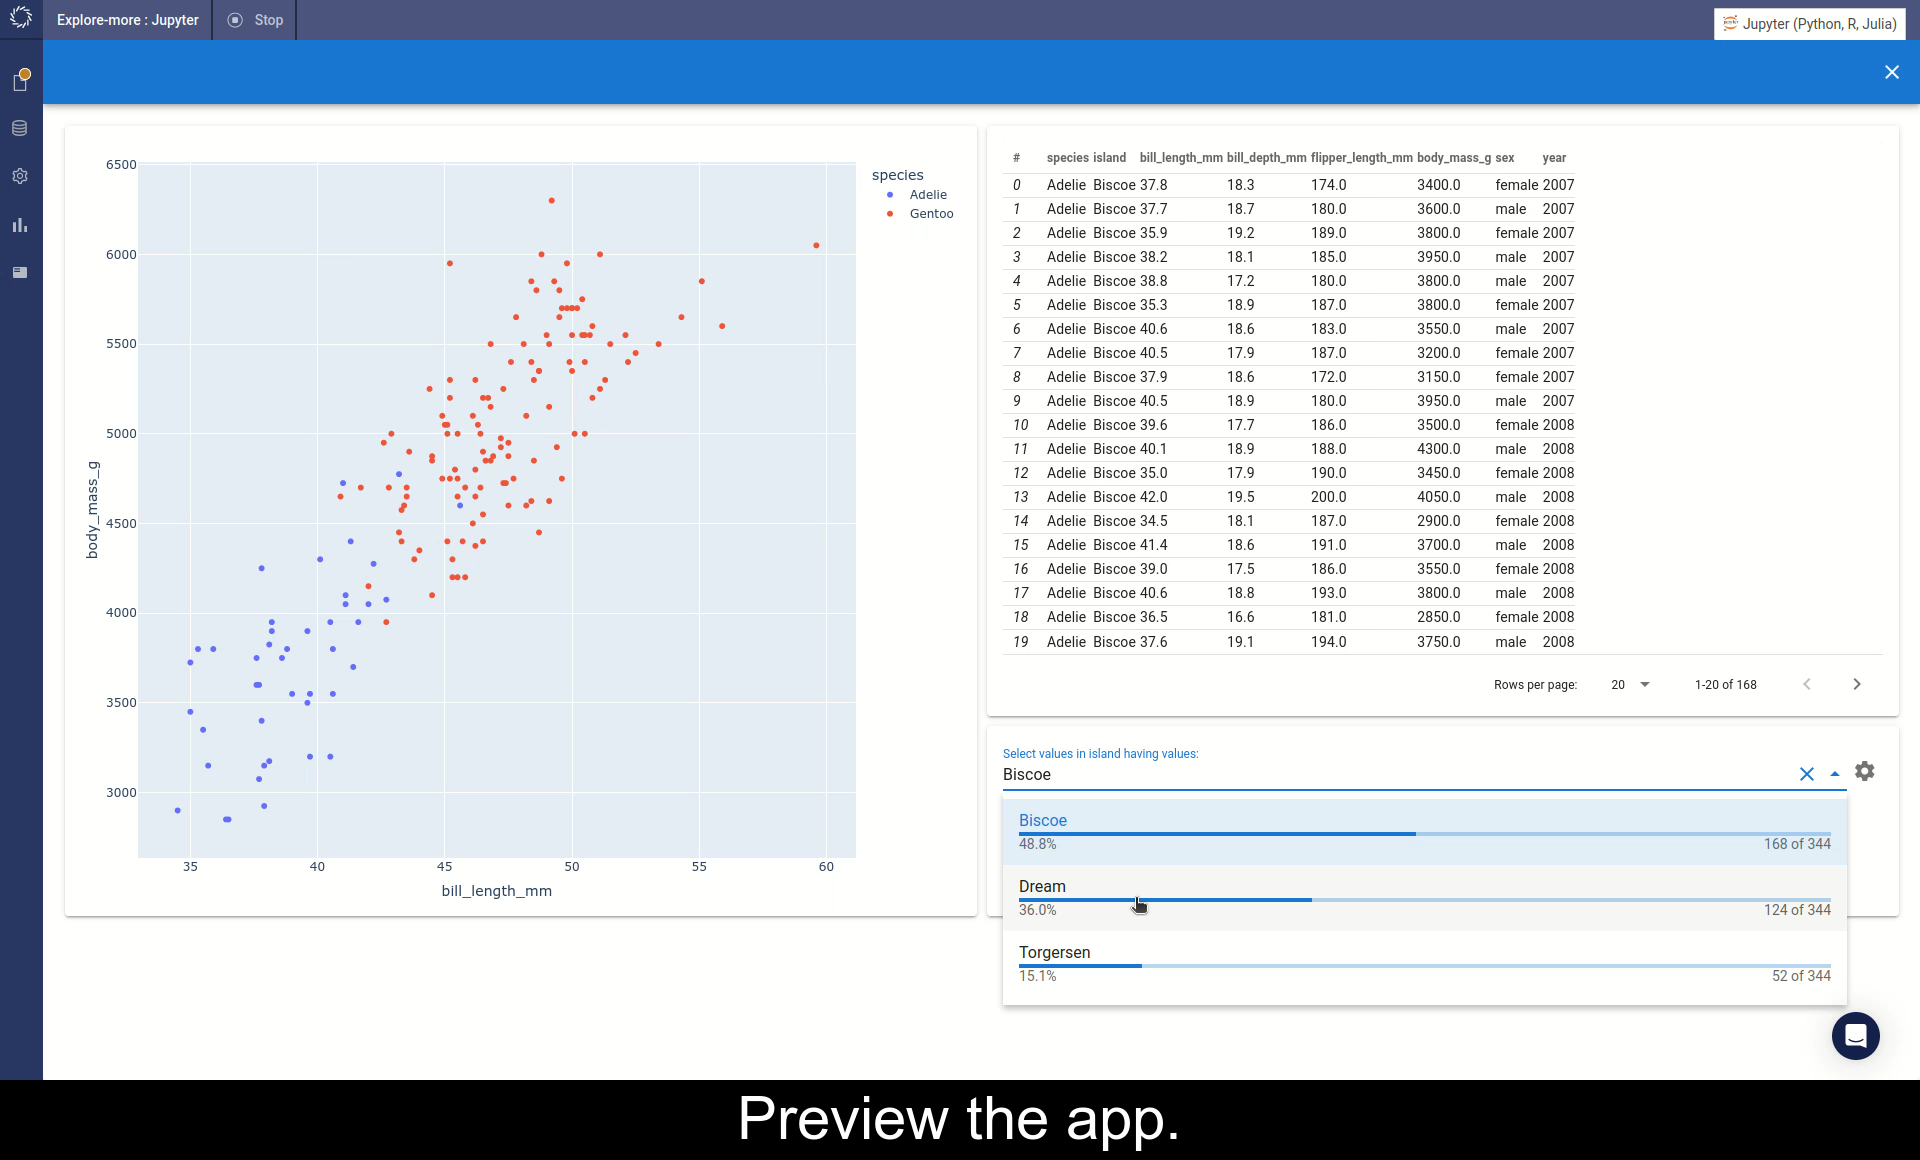 Explore-more : Jupyter
Stop
Jupyter (Python, R, Julia)
6500
6000
5500
5000
4500
4000
3500
3000
body_mass_g
35 40 45 50 55 60
bill_length_mm
species
Adelie
Gentoo
# species island bill_length_mm bill_depth_mm flipper_length_mm body_mass_g sex year
0 Adelie Biscoe 37.8 18.3 174.0 3400.0 female 2007
1 Adelie Biscoe 37.7 18.7 180.0 3600.0 male 2007
2 Adelie Biscoe 35.9 19.2 189.0 3800.0 female 2007
3 Adelie Biscoe 38.2 18.1 185.0 3950.0 male 2007
4 Adelie Biscoe 38.8 17.2 180.0 3800.0 male 2007
5 Adelie Biscoe 35.3 18.9 187.0 3800.0 female 2007
6 Adelie Biscoe 40.6 18.6 183.0 3550.0 male 2007
7 Adelie Biscoe 40.5 17.9 187.0 3200.0 female 2007
8 Adelie Biscoe 37.9 18.6 172.0 3150.0 female 2007
9 Adelie Biscoe 40.5 18.9 180.0 3950.0 male 2007
10 Adelie Biscoe 39.6 17.7 186.0 3500.0 female 2008
11 Adelie Biscoe 40.1 18.9 188.0 4300.0 male 2008
12 Adelie Biscoe 35.0 17.9 190.0 3450.0 female 2008
13 Adelie Biscoe 42.0 19.5 200.0 4050.0 male 2008
14 Adelie Biscoe 34.5 18.1 187.0 2900.0 female 2008
15 Adelie Biscoe 41.4 18.6 191.0 3700.0 male 2008
16 Adelie Biscoe 39.0 17.5 186.0 3550.0 female 2008
17 Adelie Biscoe 40.6 18.8 193.0 3800.0 male 2008
18 Adelie Biscoe 36.5 16.6 181.0 2850.0 female 2008
19 Adelie Biscoe 37.6 19.1 194.0 3750.0 male 2008
Rows per page: 20 1-20 of 168
Select values in island having values:
Biscoe
Biscoe
48.8% 168 of 344
Dream
36.0% 124 of 344
Torgersen
15.1% 52 of 344
Preview the app.